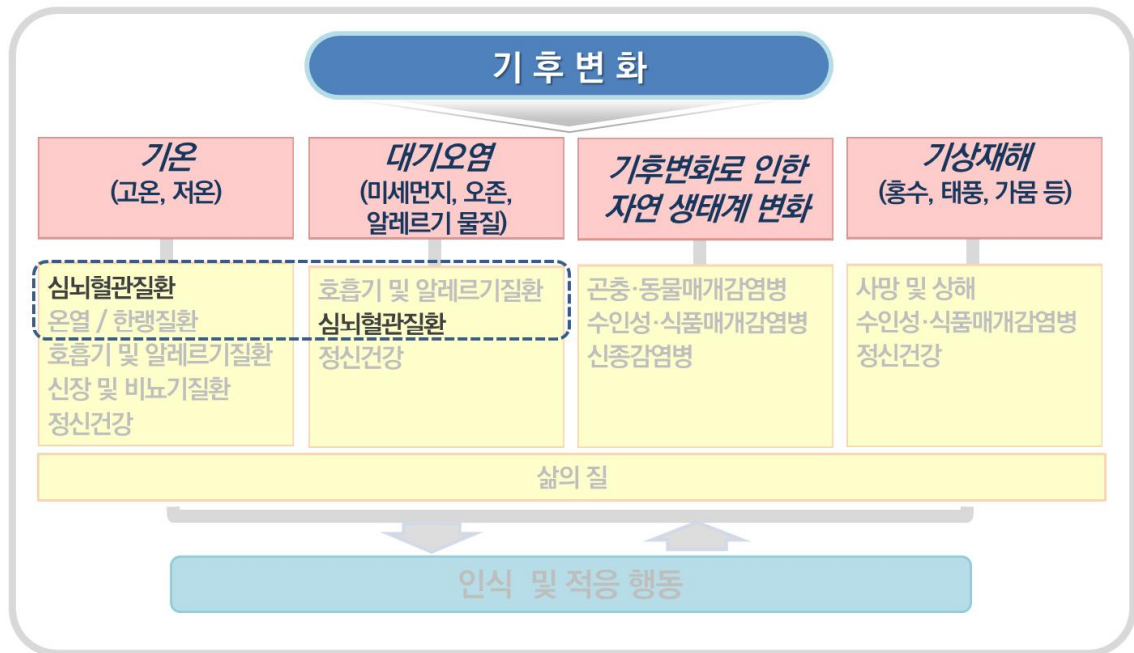 기후변화
기온
(고온, 저온)
심뇌혈관질환
온열 / 한랭질환
호흡기 및 알레르기질환
신장 및 비뇨기질환
정신건강
대기오염
(미세먼지, 오존,
알레르기 물질)
호흡기 및 알레르기질환
심뇌혈관질환
정신건강
기후변화로 인한
자연 생태계 변화
곤충·동물매개감염병
수인성·식품매개감염병
신종감염병
기상재해
(홍수, 태풍, 가뭄 등)
사망 및 상해
수인성·식품매개감염병
정신건강
삶의 질
인식 및 적응 행동